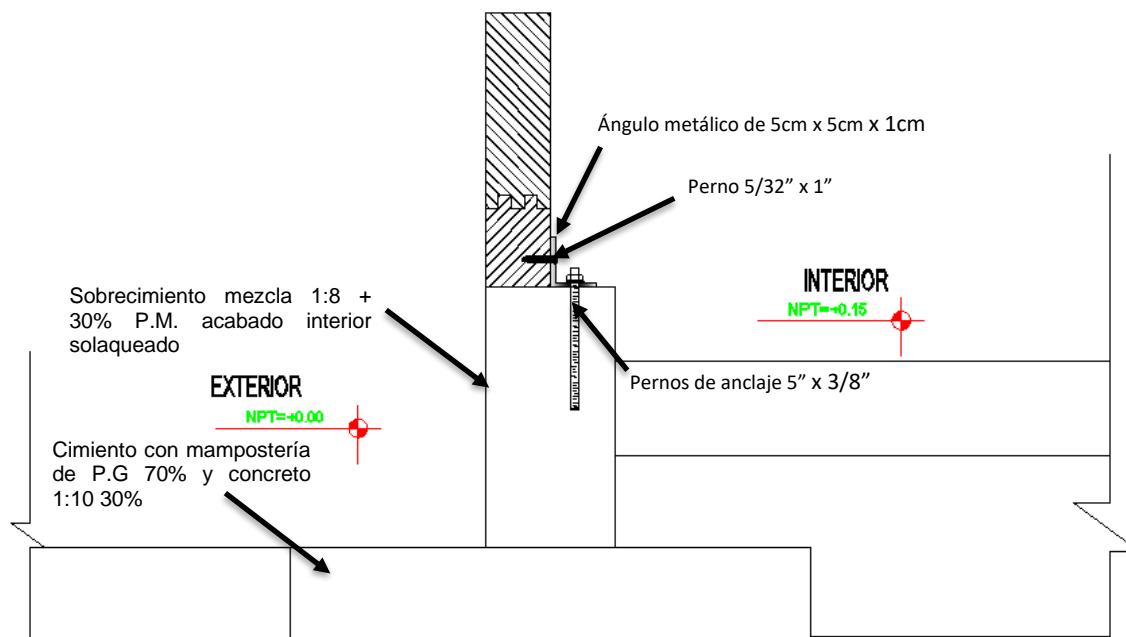 Ángulo metálico de 5cm x 5cm x 1cm
Perno 5/32” x 1”
INTERIOR
NPT=+0.15
Sobrecimiento mezcla 1:8 +
30% P.M. acabado interior
solaqueado
Pernos de anclaje 5” x 3/8”
EXTERIOR
NPT=+0.00
Cimiento con mampostería
de P.G 70% y concreto
1:10 30%